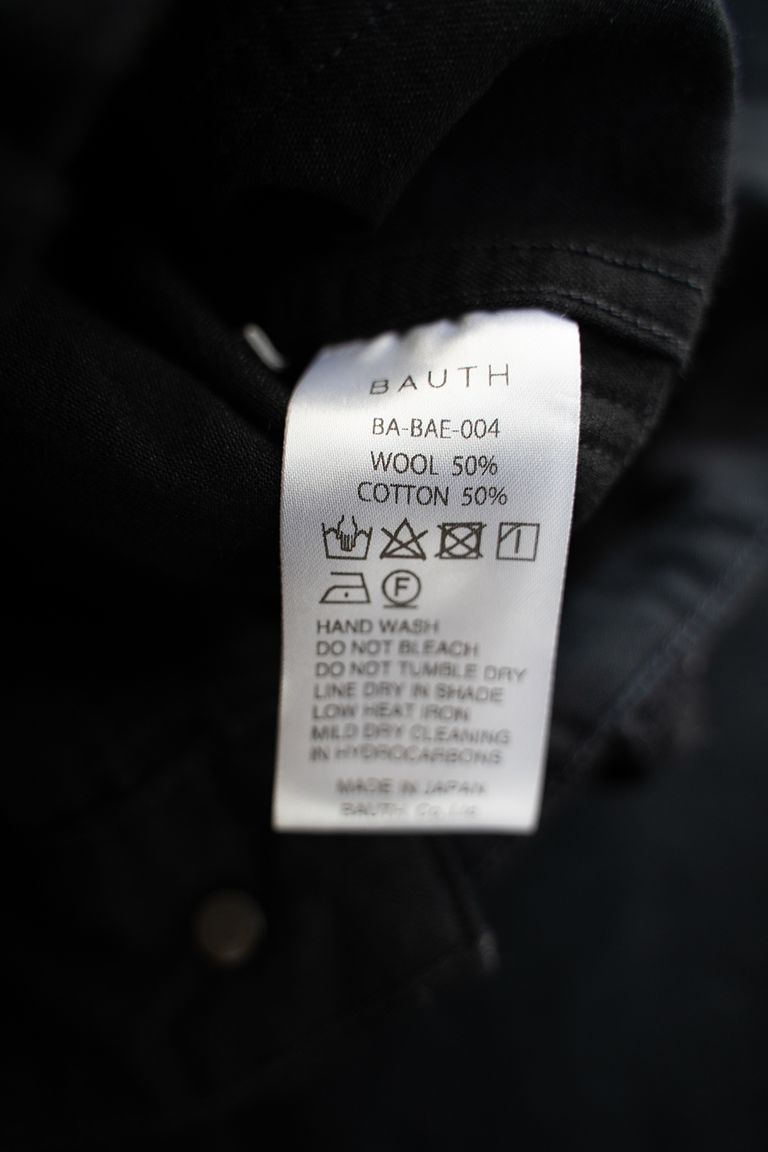 BAUTH
BA-BAE-004
WOOL 50%
COTTON 50%
F
HAND WASH
DO NOT BLEACH
DO NOT TUMBLE DRY
LINE DRY IN SHADE
LOW HEAT IRON
MILD DRY CLEANING
IN HYDROCARBONS
MADE IN JAPAN
BAUTH. Co.,Ltd.